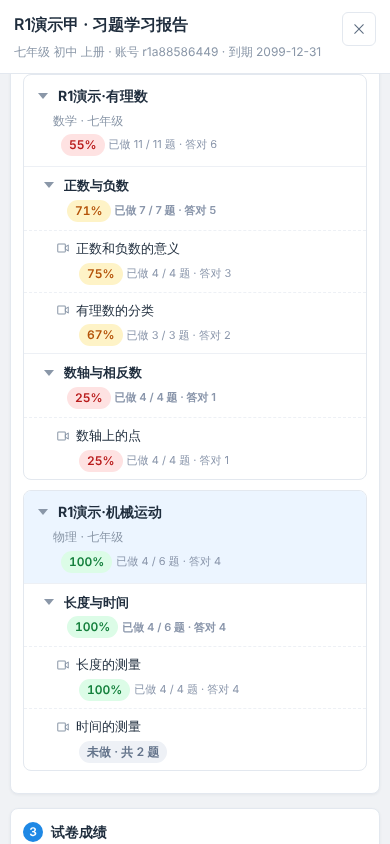 R1演示甲 · 习题学习报告
七年级 初中 上册 · 账号 r1a88586449 · 到期 2099-12-31
R1演示·有理数
数学 · 七年级
55% 已做 11 / 11 题 · 答对 6
正数与负数
71% 已做 7 / 7 题 · 答对 5
正数和负数的意义
75% 已做 4 / 4 题 · 答对 3
有理数的分类
67% 已做 3 / 3 题 · 答对 2
数轴与相反数
25% 已做 4 / 4 题 · 答对 1
数轴上的点
25% 已做 4 / 4 题 · 答对 1
R1演示·机械运动
物理 · 七年级
100% 已做 4 / 6 题 · 答对 4
长度与时间
100% 已做 4 / 6 题 · 答对 4
长度的测量
100% 已做 4 / 4 题 · 答对 4
时间的测量
未做 · 共 2 题
3 试卷成绩